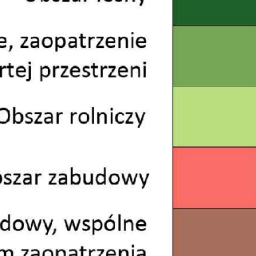 Obszar leśny
e, zaopatrzenie
rtej przestrzeni
Obszar rolniczy
bszar zabudowy
dowy, wspólne
m zaopatrzenia